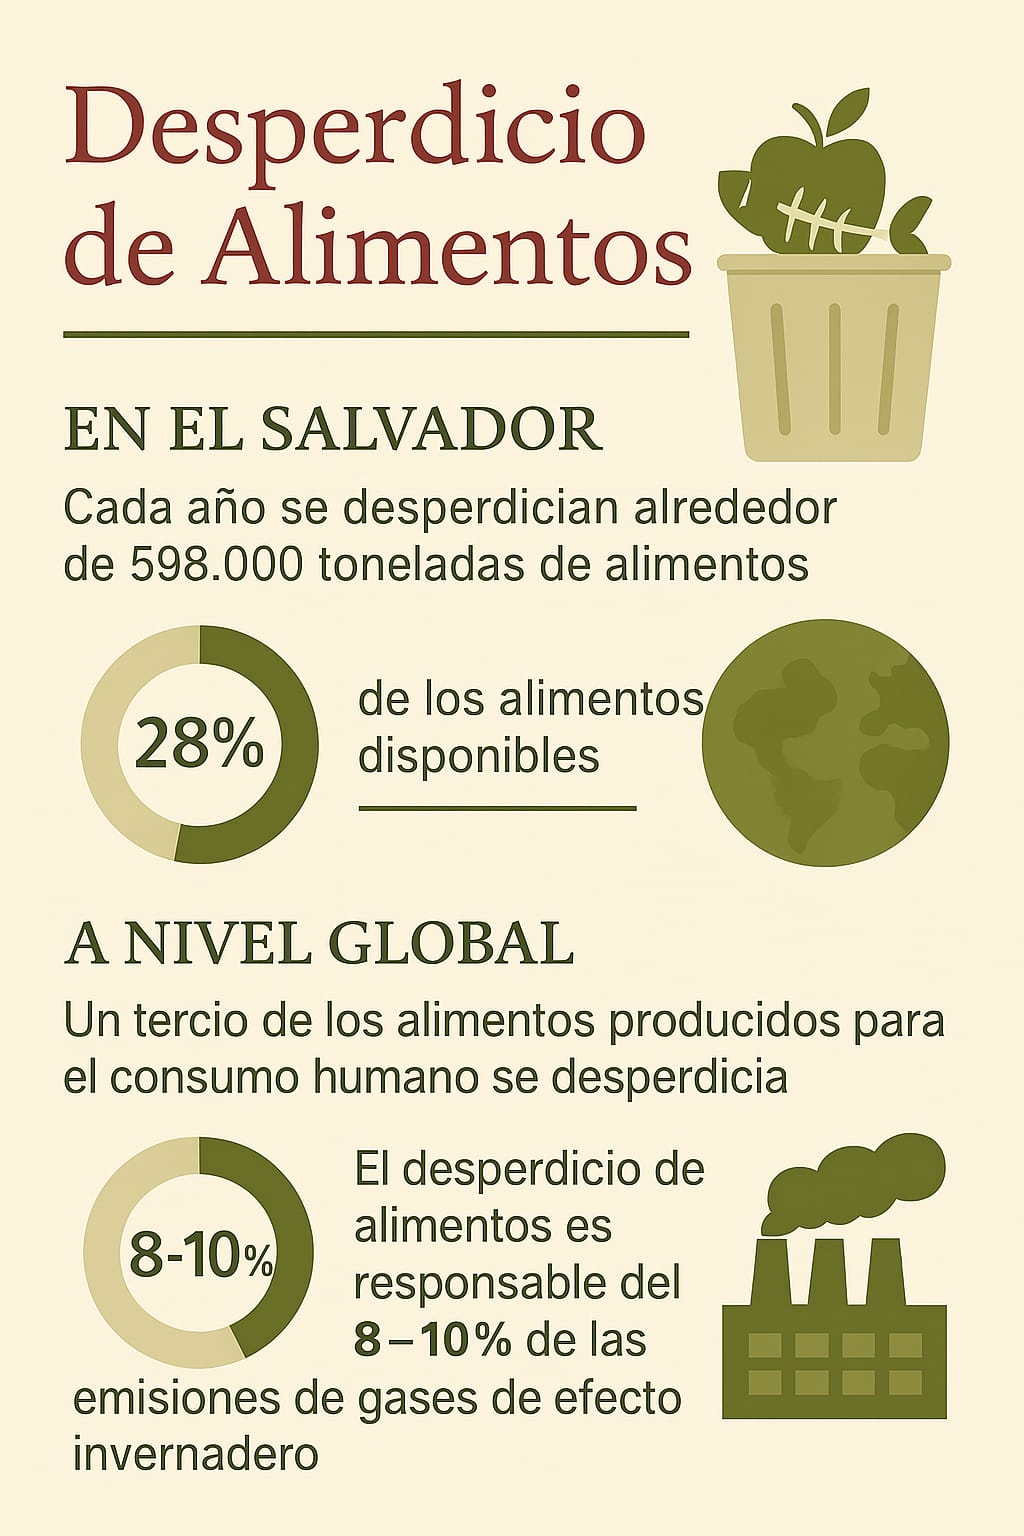 Desperdicio
de Alimentos
EN EL SALVADOR
Cada año se desperdician alrededor
de 598.000 toneladas de alimentos
28%
de los alimentos
disponibles
A NIVEL GLOBAL
Un tercio de los alimentos producidos para
el consumo humano se desperdicia
8-10%
El desperdicio de
alimentos es
responsable del
8–10% de las
emisiones de gases de efecto
invernadero